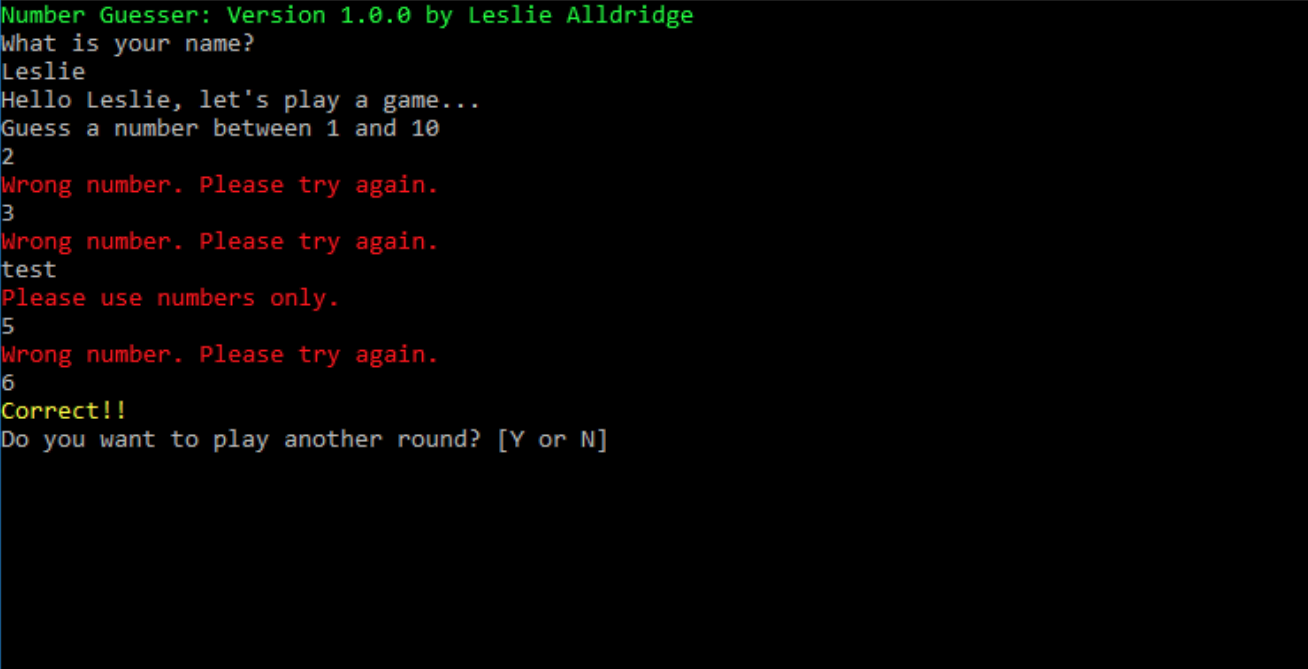 Number Guesser: Version 1.0.0 by Leslie Alldridge
What is your name?
Leslie
Hello Leslie, let's play a game...
Guess a number between 1 and 10
2
Wrong number. Please try again.
3
Wrong number. Please try again.
test
Please use numbers only.
5
Wrong number. Please try again.
6
Correct!!
Do you want to play another round? [Y or N]